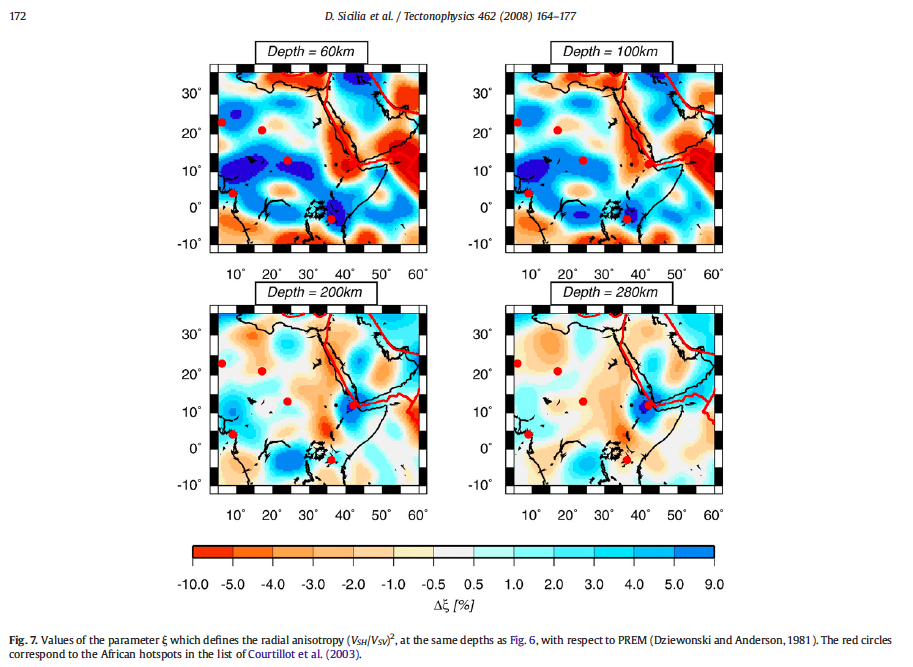 172
D. Sicilia et al. / Tectonophysics 462 (2008) 164–177
Depth = 60km
30˚
20˚
10˚
0˚
-10˚
10˚ 20˚ 30˚ 40˚ 50˚ 60˚
Depth = 100km
30˚
20˚
10˚
0˚
-10˚
10˚ 20˚ 30˚ 40˚ 50˚ 60˚
Depth = 200km
30˚
20˚
10˚
0˚
-10˚
10˚ 20˚ 30˚ 40˚ 50˚ 60˚
Depth = 280km
30˚
20˚
10˚
0˚
-10˚
10˚ 20˚ 30˚ 40˚ 50˚ 60˚
-10.0 -5.0 -4.0 -3.0 -2.0 -1.0 -0.5 0.5 1.0 2.0 3.0 4.0 5.0 9.0
Δξ [%]
Fig. 7. Values of the parameter ξ which defines the radial anisotropy (VSH/VSV)², at the same depths as Fig. 6, with respect to PREM (Dziewonski and Anderson, 1981). The red circles
correspond to the African hotspots in the list of Courtillot et al. (2003).